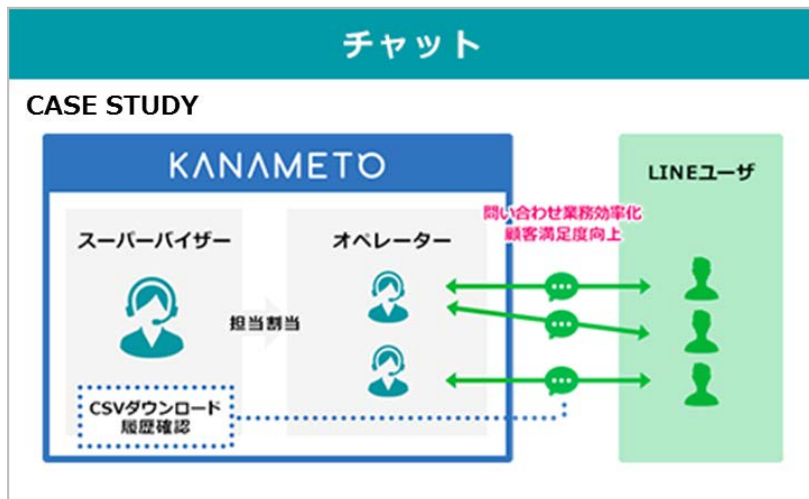 チャット
CASE STUDY
KANAMETO
LINEユーザ
問い合わせ業務効率化
顧客満足度向上
スーパーバイザー
オペレーター
担当割当
CSVダウンロード
履歴確認